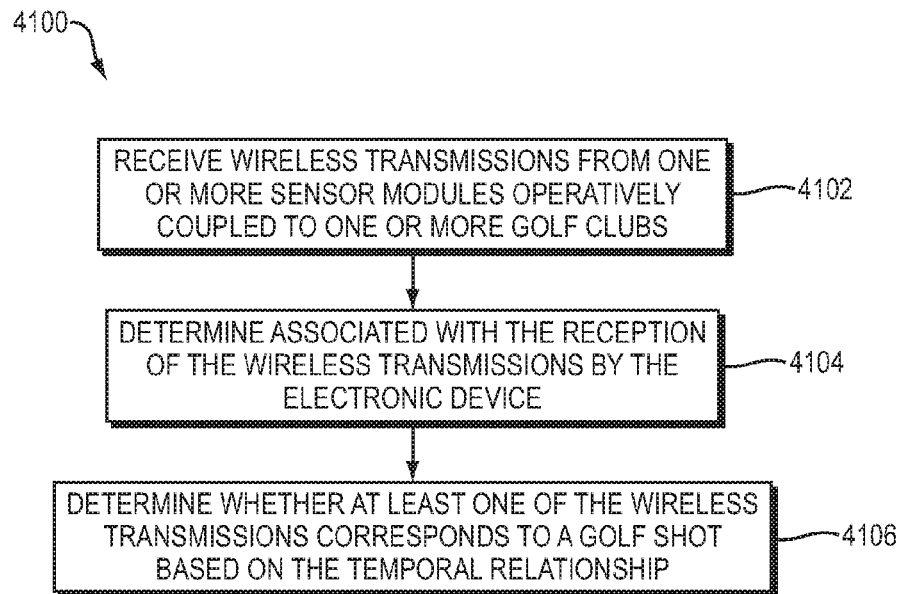 4100
RECEIVE WIRELESS TRANSMISSIONS FROM ONE
OR MORE SENSOR MODULES OPERATIVELY
COUPLED TO ONE OR MORE GOLF CLUBS
4102
DETERMINE ASSOCIATED WITH THE RECEPTION
OF THE WIRELESS TRANSMISSIONS BY THE
ELECTRONIC DEVICE
4104
DETERMINE WHETHER AT LEAST ONE OF THE WIRELESS
TRANSMISSIONS CORRESPONDS TO A GOLF SHOT
BASED ON THE TEMPORAL RELATIONSHIP
4106